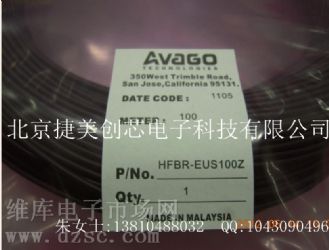 AVAGO
TECHNOLOGIES
350West Trimble Road,
San Jose,California 95131.
DATE CODE : 1105
北京捷美创芯电子科技有限公司
METED : 100
P/No. HFBR-EUS100Z
Qty. 1
MADE IN MALAYSIA
维库电子市场网
www.dzsc.com
朱女士:13810488032 QQ:1043090496